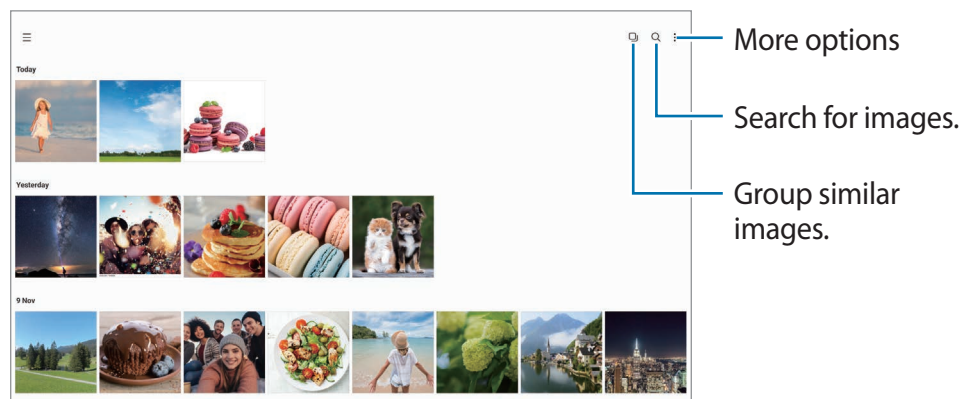 More options
Today
Search for images.
Yesterday
Group similar
images.
9 Nov